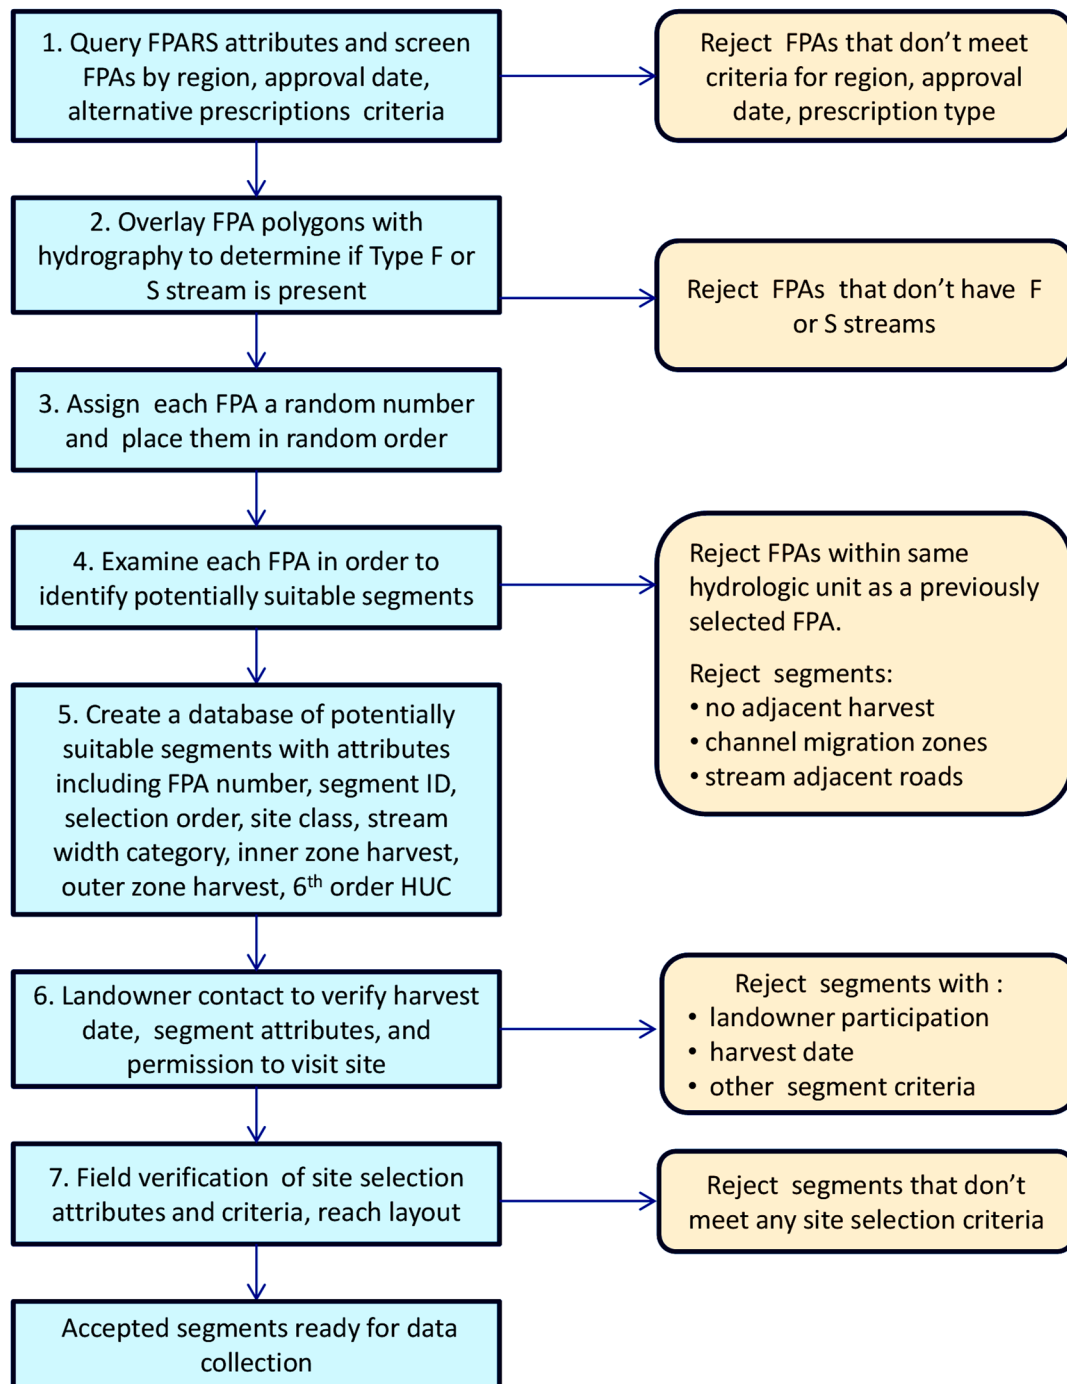 1. Query FPARS attributes and screen
FPAs by region, approval date,
alternative prescriptions criteria
Reject FPAs that don’t meet
criteria for region, approval
date, prescription type
2. Overlay FPA polygons with
hydrography to determine if Type F or
S stream is present
Reject FPAs that don’t have F
or S streams
3. Assign each FPA a random number
and place them in random order
4. Examine each FPA in order to
identify potentially suitable segments
Reject FPAs within same
hydrologic unit as a previously
selected FPA.
Reject segments:
• no adjacent harvest
• channel migration zones
• stream adjacent roads
5. Create a database of potentially
suitable segments with attributes
including FPA number, segment ID,
selection order, site class, stream
width category, inner zone harvest,
outer zone harvest, 6th order HUC
6. Landowner contact to verify harvest
date, segment attributes, and
permission to visit site
Reject segments with :
• landowner participation
• harvest date
• other segment criteria
7. Field verification of site selection
attributes and criteria, reach layout
Reject segments that don’t
meet any site selection criteria
Accepted segments ready for data
collection